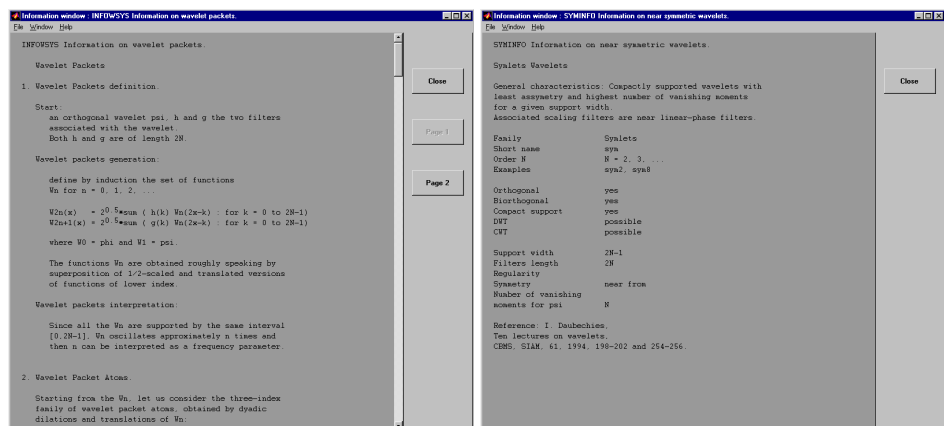 Information window : INFOWSYS Information on wavelet packets.
File Window Help
INFOWSYS Information on wavelet packets.
Wavelet Packets
1. Wavelet Packets definition.
Start:
an orthogonal wavelet psi, h and g the two filters
associated with the wavelet.
Both h and g are of length 2N.
Wavelet packets generation:
define by induction the set of functions
Wn for n = 0, 1, 2, ...
W2n(x) = 2^0.5*sum ( h(k) Wn(2x-k) : for k = 0 to 2N-1)
W2n+1(x) = 2^0.5*sum ( g(k) Wn(2x-k) : for k = 0 to 2N-1)
where W0 = phi and W1 = psi.
The functions Wn are obtained roughly speaking by
superposition of 1/2-scaled and translated versions
of functions of lower index.
Wavelet packets interpretation:
Since all the Wn are supported by the same interval
[0,2N-1], Wn oscillates approximately n times and
then n can be interpreted as a frequency parameter.
2. Wavelet Packet Atoms.
Starting from the Wn, let us consider the three-index
family of wavelet packet atoms, obtained by dyadic
dilations and translations of Wn:
Close
Page 1
Page 2
Information window : SYMINFO Information on near symmetric wavelets.
File Window Help
SYMINFO Information on near symmetric wavelets.
Symlets Wavelets
General characteristics: Compactly supported wavelets with
least assymetry and highest number of vanishing moments
for a given support width.
Associated scaling filters are near linear-phase filters.
Family Symlets
Short name sym
Order N N = 2, 3, ...
Examples sym2, sym8
Orthogonal yes
Biorthogonal yes
Compact support yes
DWT possible
CWT possible
Support width 2N-1
Filters length 2N
Regularity
Symmetry near from
Number of vanishing
moments for psi N
Reference: I. Daubechies,
Ten lectures on wavelets,
CBMS, SIAM, 61, 1994, 198-202 and 254-256.
Close